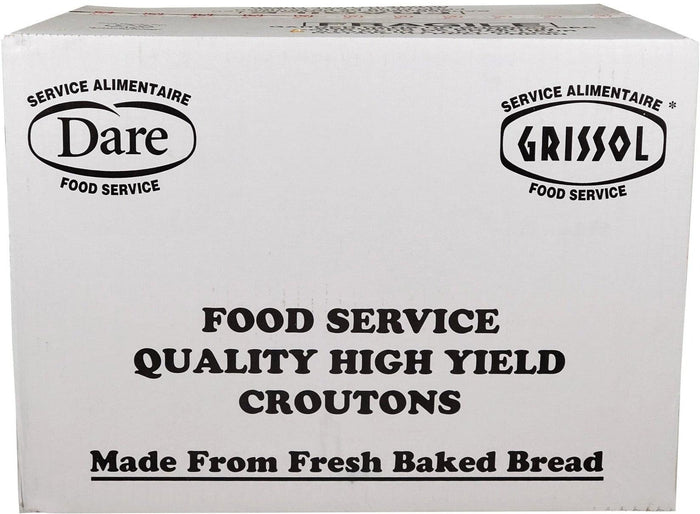 FRAGILE
SERVICE ALIMENTAIRE
Dare
FOOD SERVICE
SERVICE ALIMENTAIRE *
GRISSOL
FOOD SERVICE
FOOD SERVICE
QUALITY HIGH YIELD
CROUTONS
Made From Fresh Baked Bread